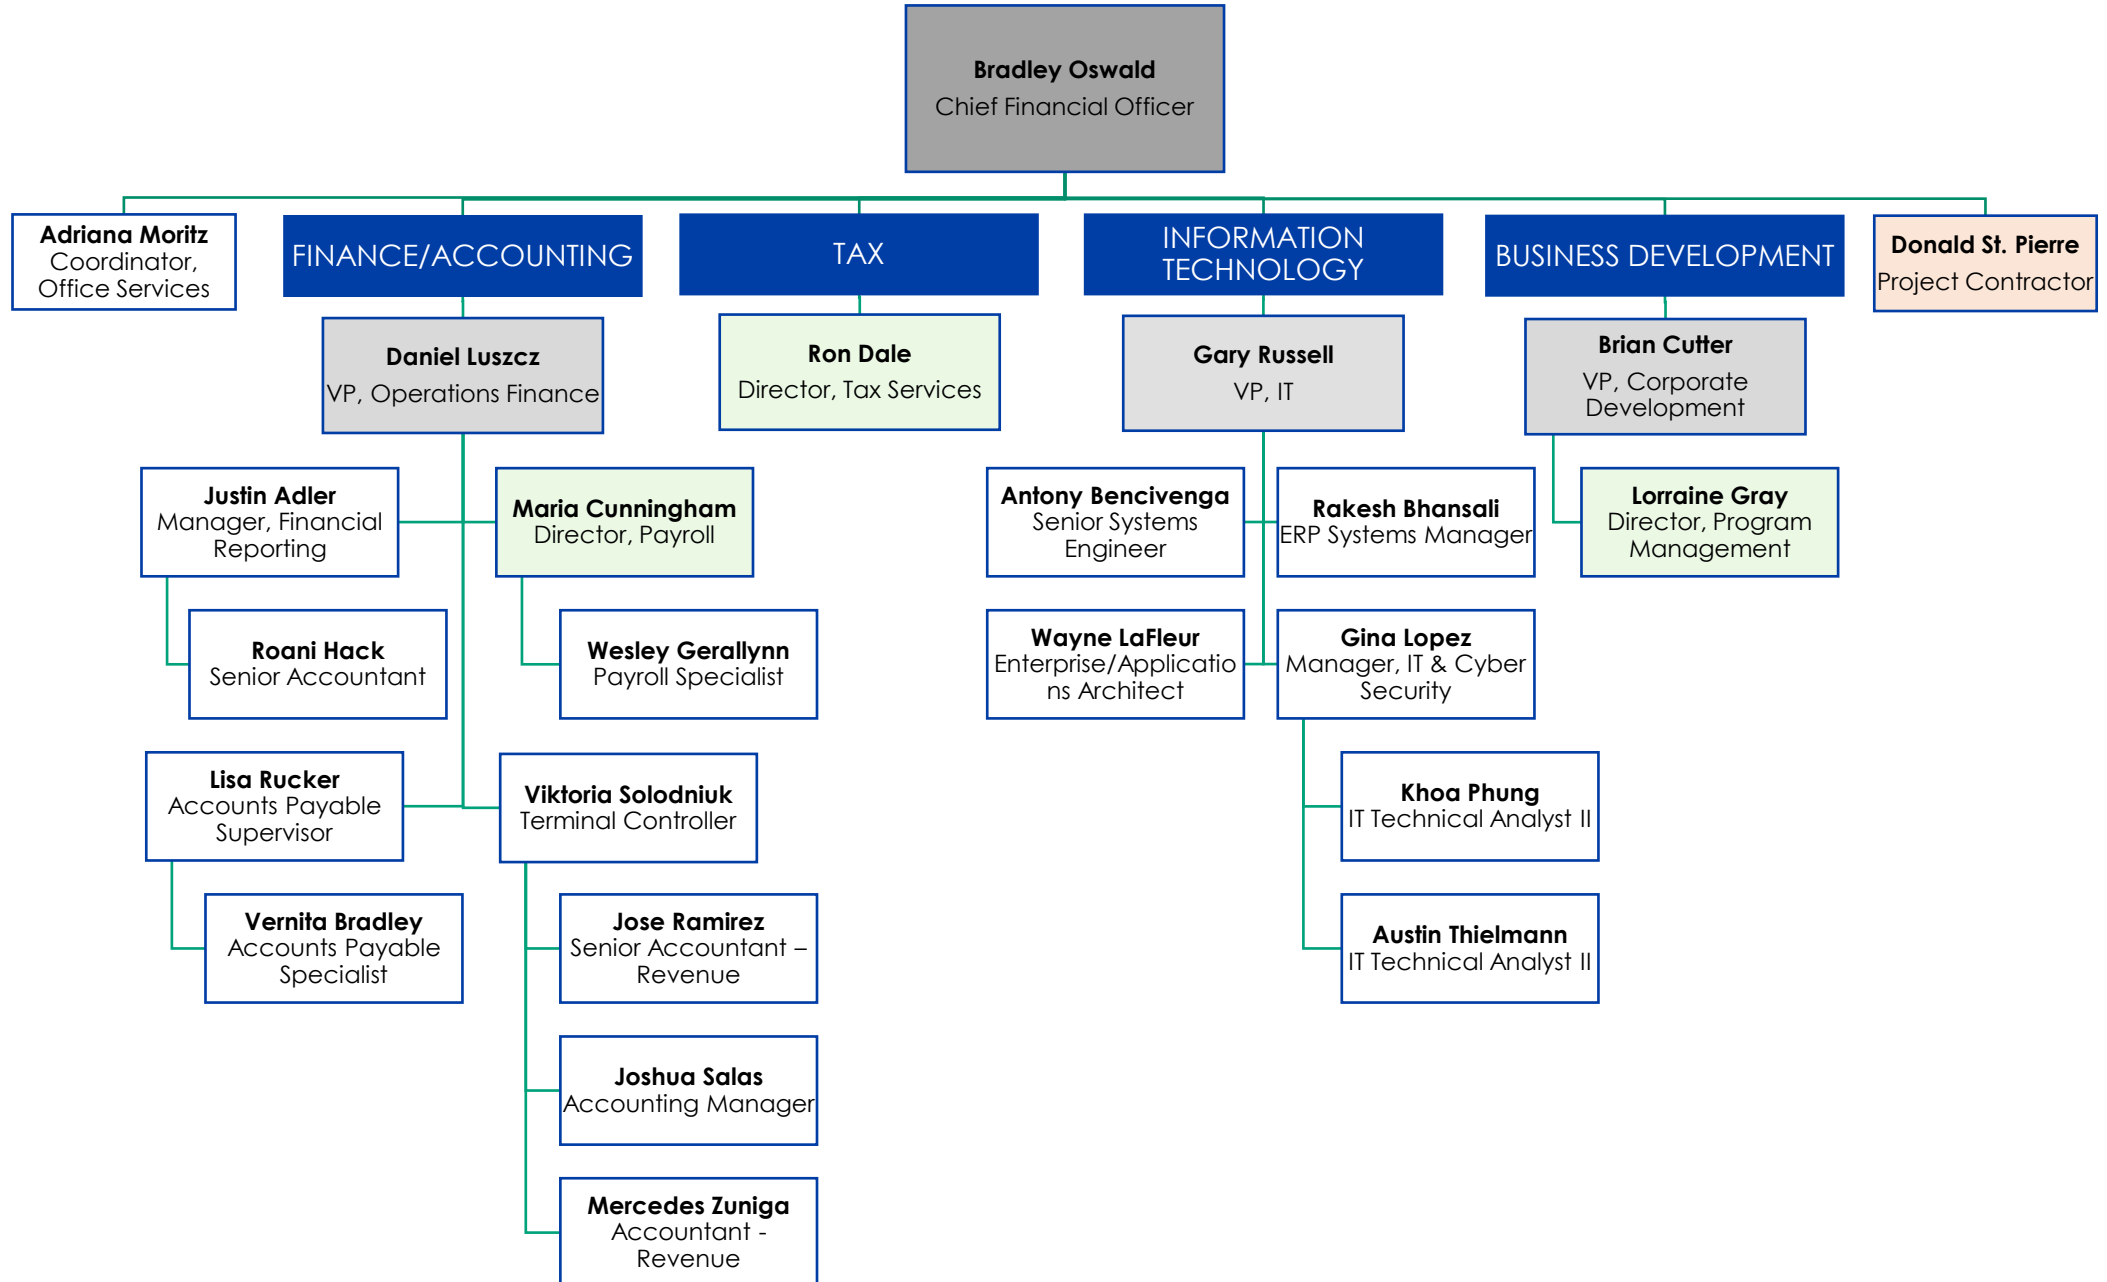 Bradley Oswald
Chief Financial Officer
Adriana Moritz
Coordinator,
Office Services
FINANCE/ACCOUNTING
TAX
INFORMATION
TECHNOLOGY
BUSINESS DEVELOPMENT
Donald St. Pierre
Project Contractor
Daniel Luszcz
VP, Operations Finance
Ron Dale
Director, Tax Services
Gary Russell
VP, IT
Brian Cutter
VP, Corporate
Development
Justin Adler
Manager, Financial
Reporting
Maria Cunningham
Director, Payroll
Antony Bencivenga
Senior Systems
Engineer
Rakesh Bhansali
ERP Systems Manager
Lorraine Gray
Director, Program
Management
Roani Hack
Senior Accountant
Wesley Gerallynn
Payroll Specialist
Wayne LaFleur
Enterprise/Applicatio
ns Architect
Gina Lopez
Manager, IT & Cyber
Security
Lisa Rucker
Accounts Payable
Supervisor
Viktoria Solodniuk
Terminal Controller
Khoa Phung
IT Technical Analyst II
Vernita Bradley
Accounts Payable
Specialist
Jose Ramirez
Senior Accountant –
Revenue
Austin Thielmann
IT Technical Analyst II
Joshua Salas
Accounting Manager
Mercedes Zuniga
Accountant -
Revenue